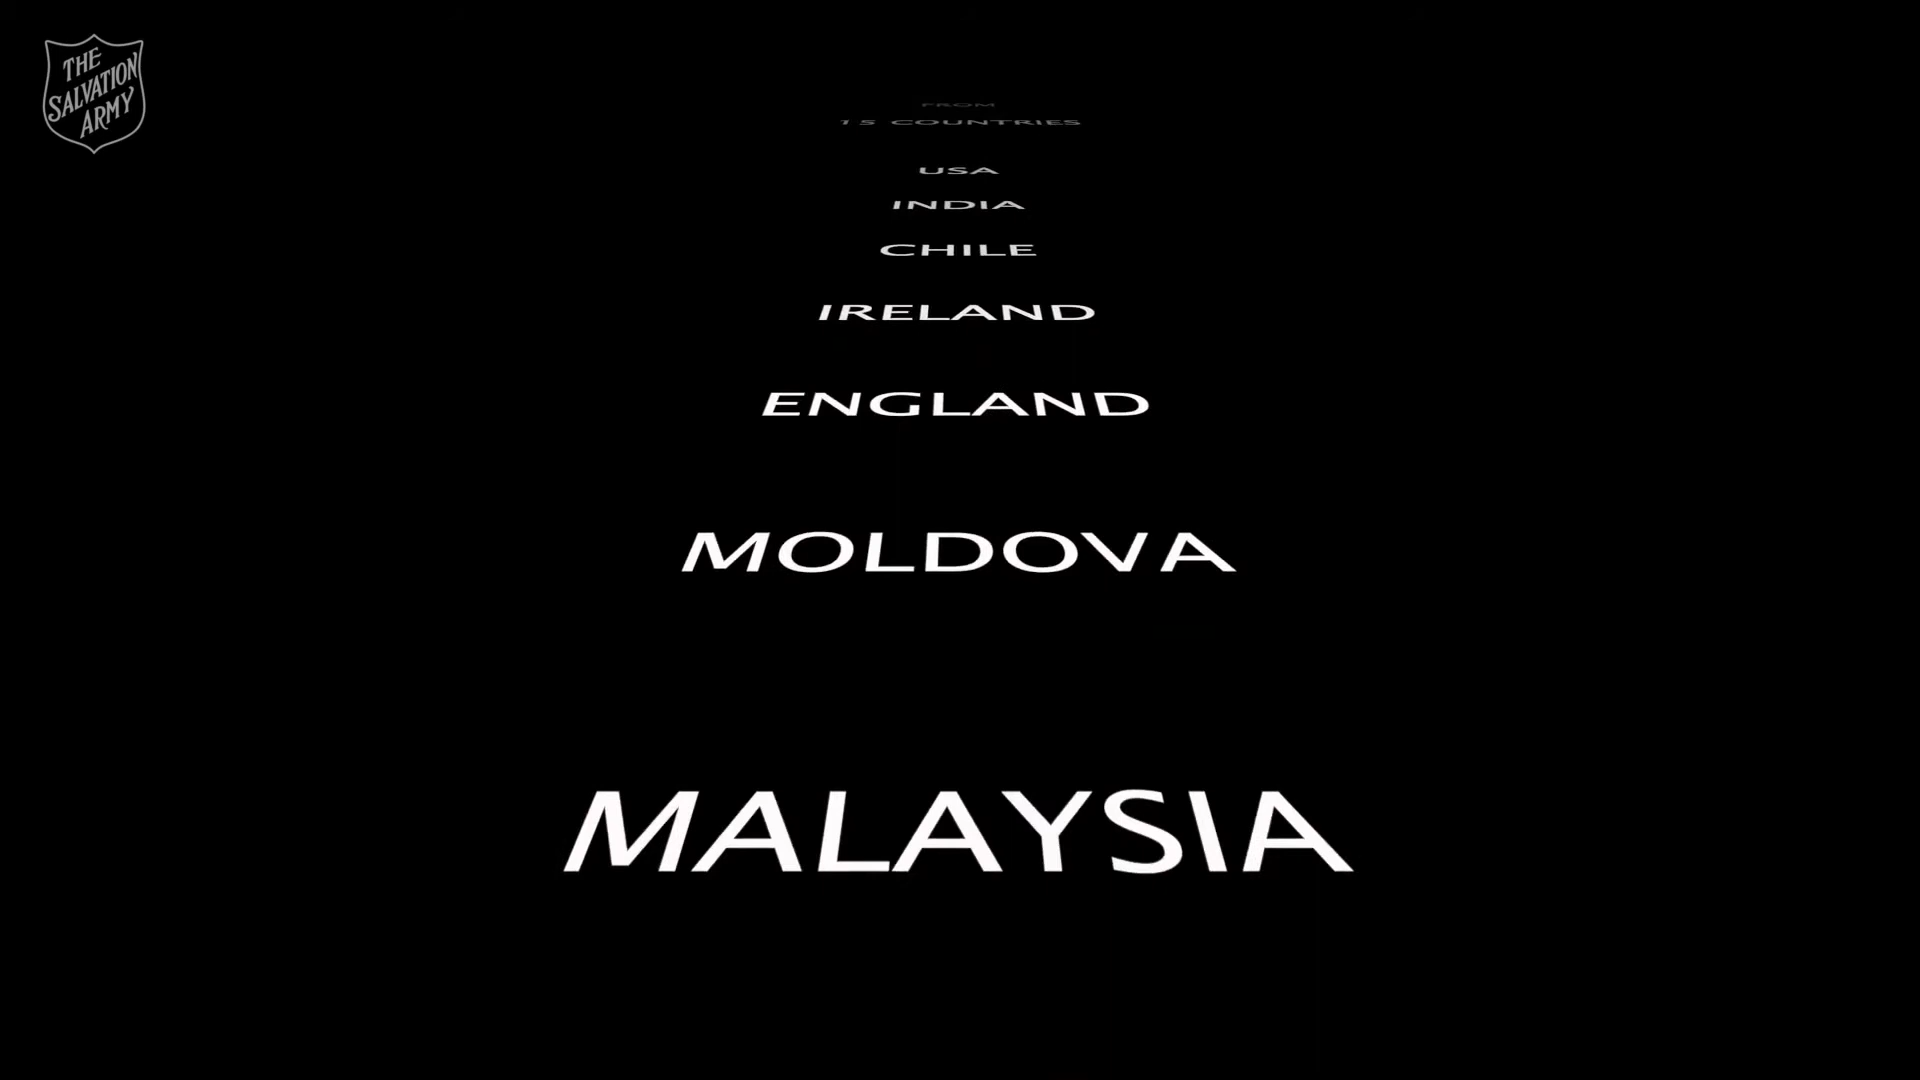 THE
SALVATION
ARMY
FROM
15 COUNTRIES
USA
INDIA
CHILE
IRELAND
ENGLAND
MOLDOVA
MALAYSIA